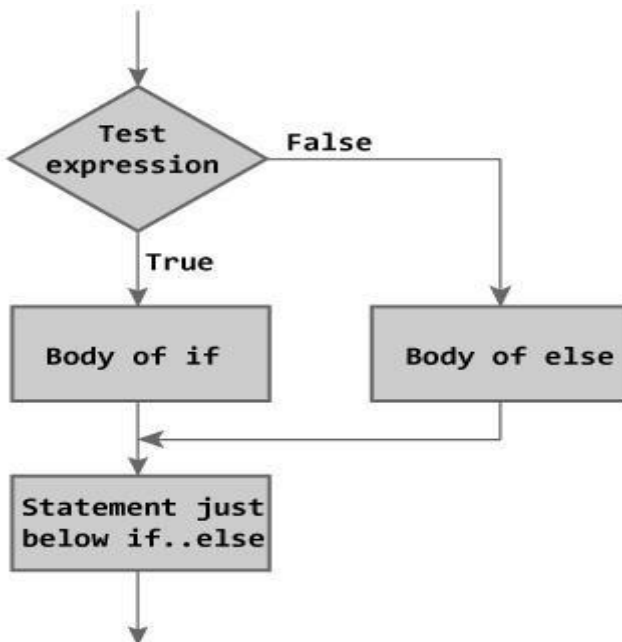 Test
expression
False
True
Body of if
Body of else
Statement just
below if..else